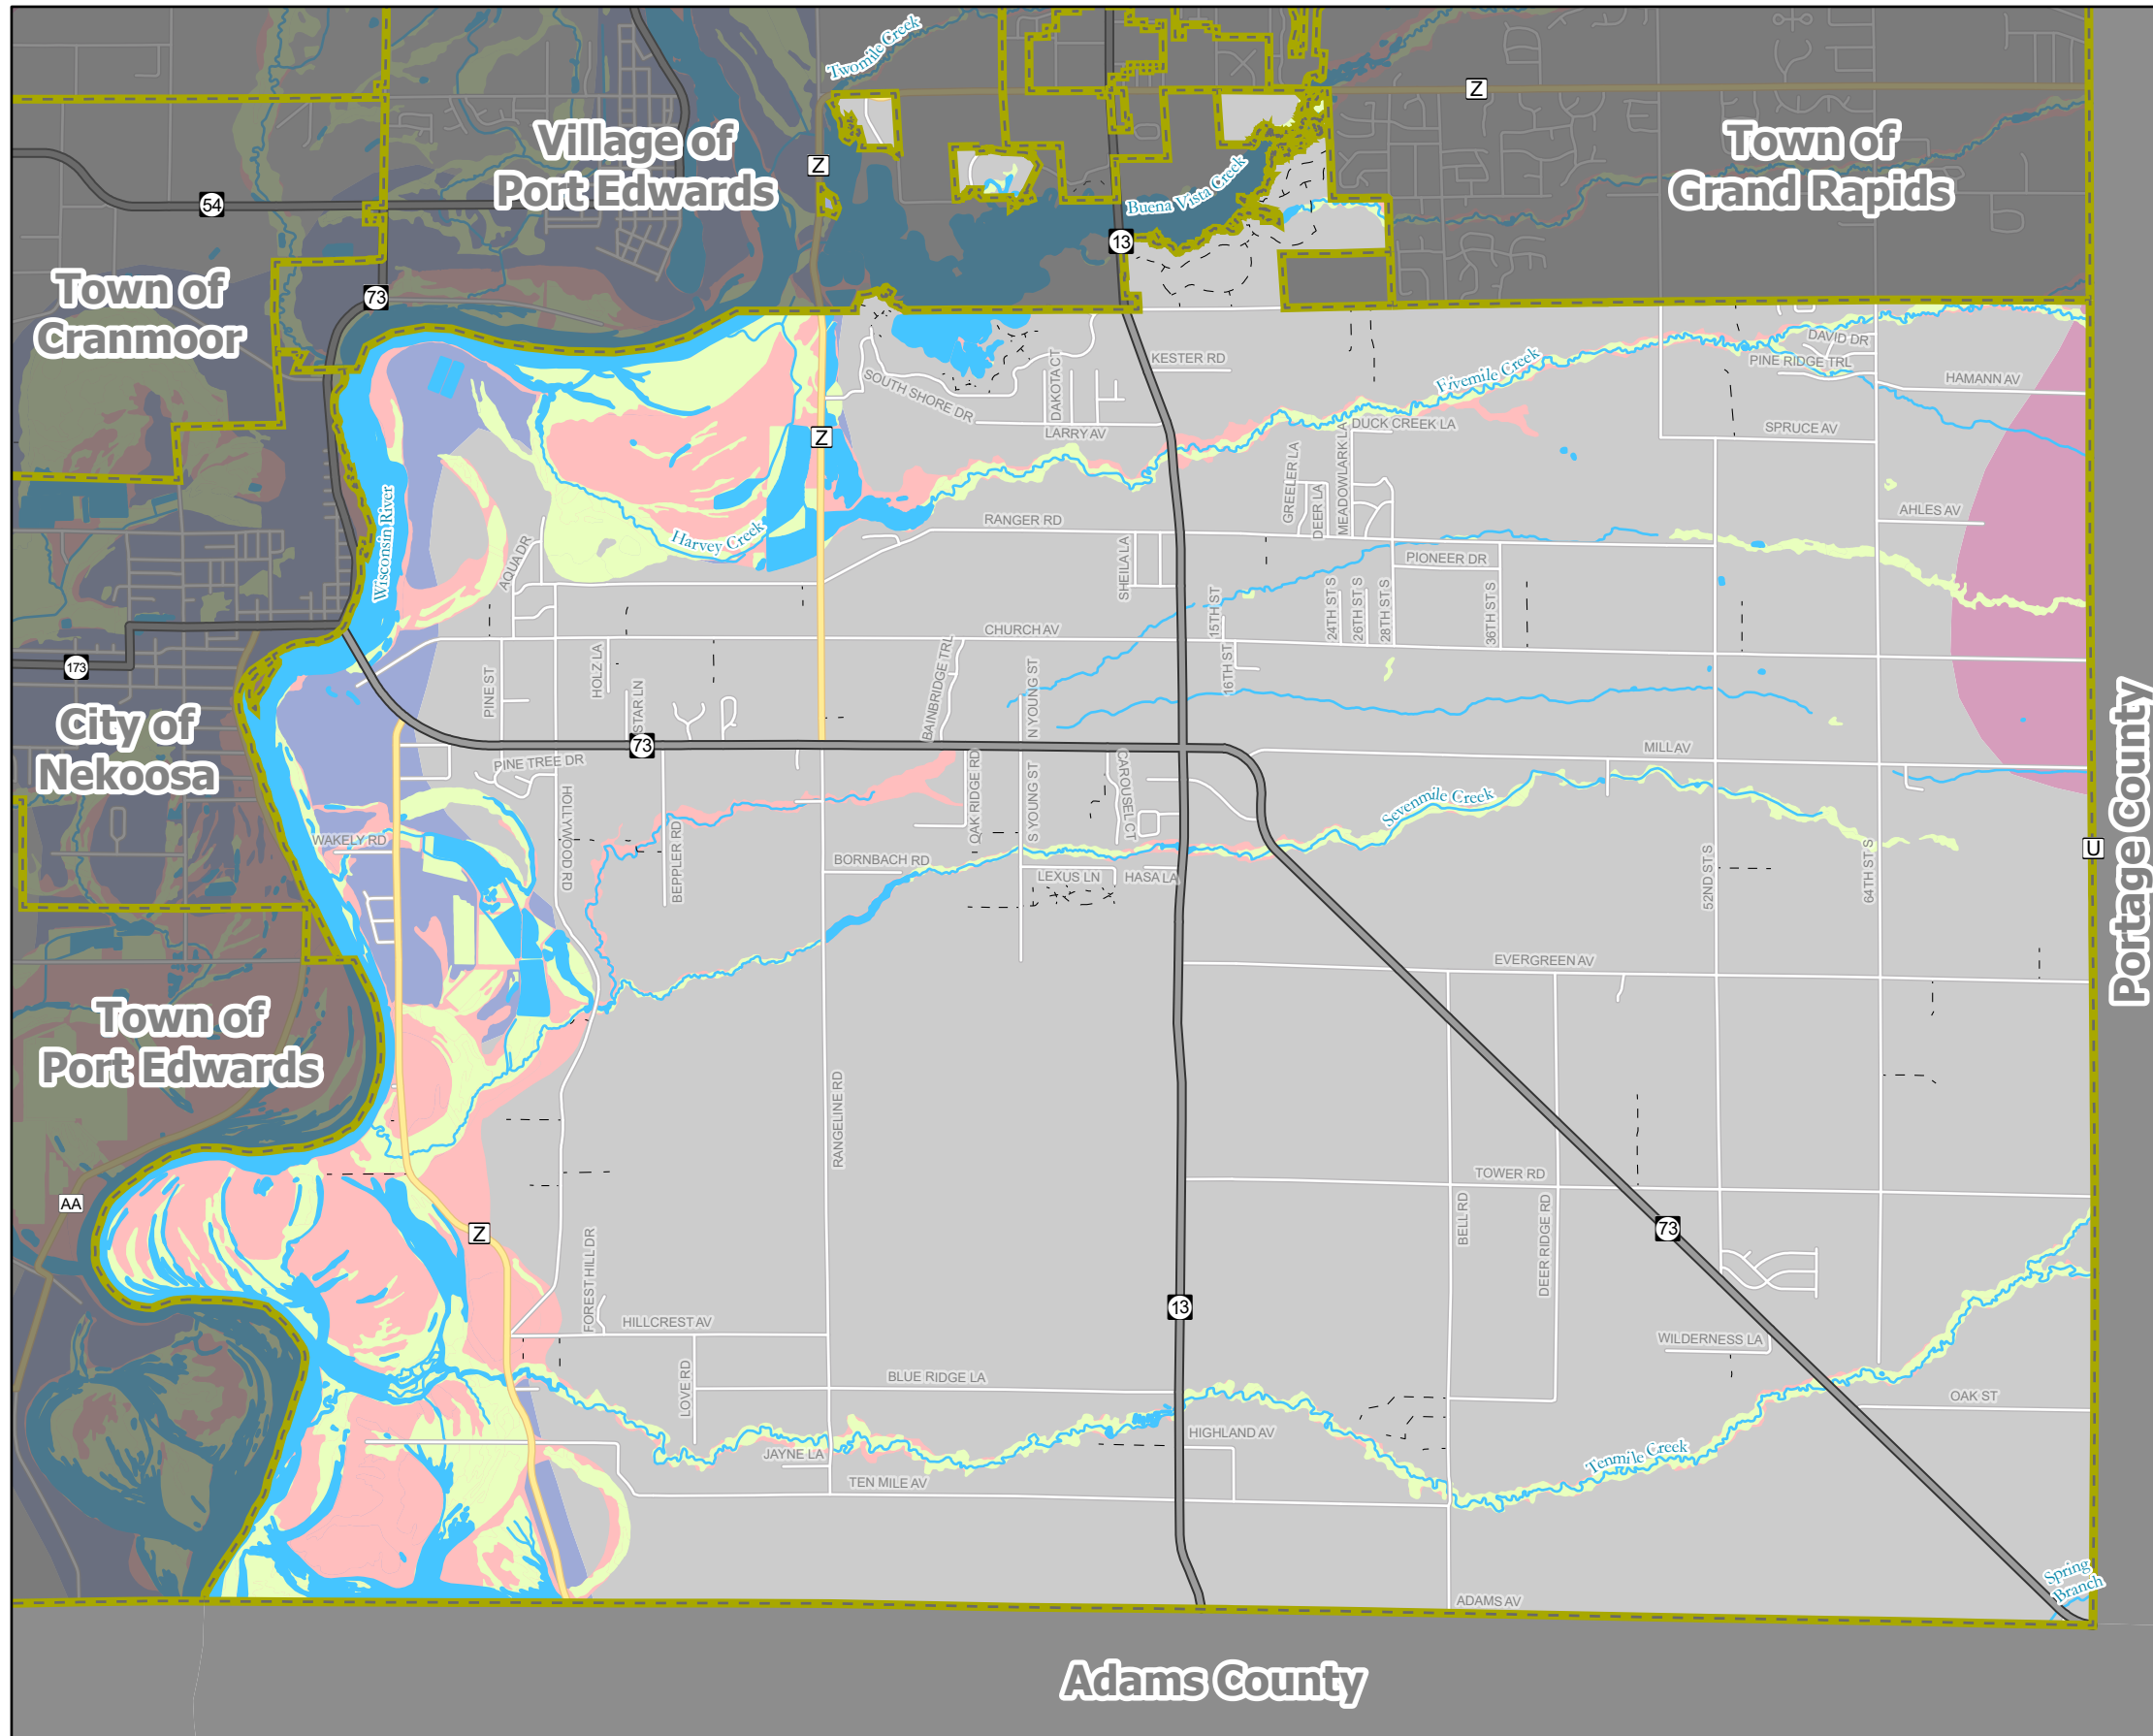 Twomile Creek
Z
Village of
Port Edwards
Z
Town of
Grand Rapids
54
Buena Vista Creek
13
Town of
Cranmoor
73
DAVID DR
PINE RIDGE TRL
HAMANN AV
KESTER RD
Fivemile Creek
SOUTH SHORE DR
DAKOTA CT
LARRY AV
DUCK CREEK LA
SPRUCE AV
Z
Wisconsin River
Harvey Creek
GREELER LA
DEER LA
MEADOWLARK LA
AHLES AV
RANGER RD
AQUA DR
SHEILA LA
PIONEER DR
15TH ST
24TH ST S
26TH ST S
28TH ST S
36TH ST S
CHURCH AV
173
PINE ST
HOLZ LA
STAR LN
BAINBRIDGE TRL
N YOUNG ST
16TH ST
City of
Nekoosa
73
MILL AV
Portage County
PINE TREE DR
HOLLYWOOD RD
BEPPLER RD
OAK RIDGE RD
S YOUNG ST
CAROUSEL CT
Sevenmile Creek
WAKELY RD
BORNBACH RD
LEXUS LN
HASA LA
52ND ST S
64TH ST S
U
EVERGREEN AV
Town of
Port Edwards
RANGELINE RD
TOWER RD
AA
Z
BELL RD
DEER RIDGE RD
73
FOREST HILL DR
13
HILLCREST AV
WILDERNESS LA
LOVE RD
BLUE RIDGE LA
OAK ST
HIGHLAND AV
JAYNE LA
TEN MILE AV
Tenmile Creek
Spring
Branch
ADAMS AV
Adams County